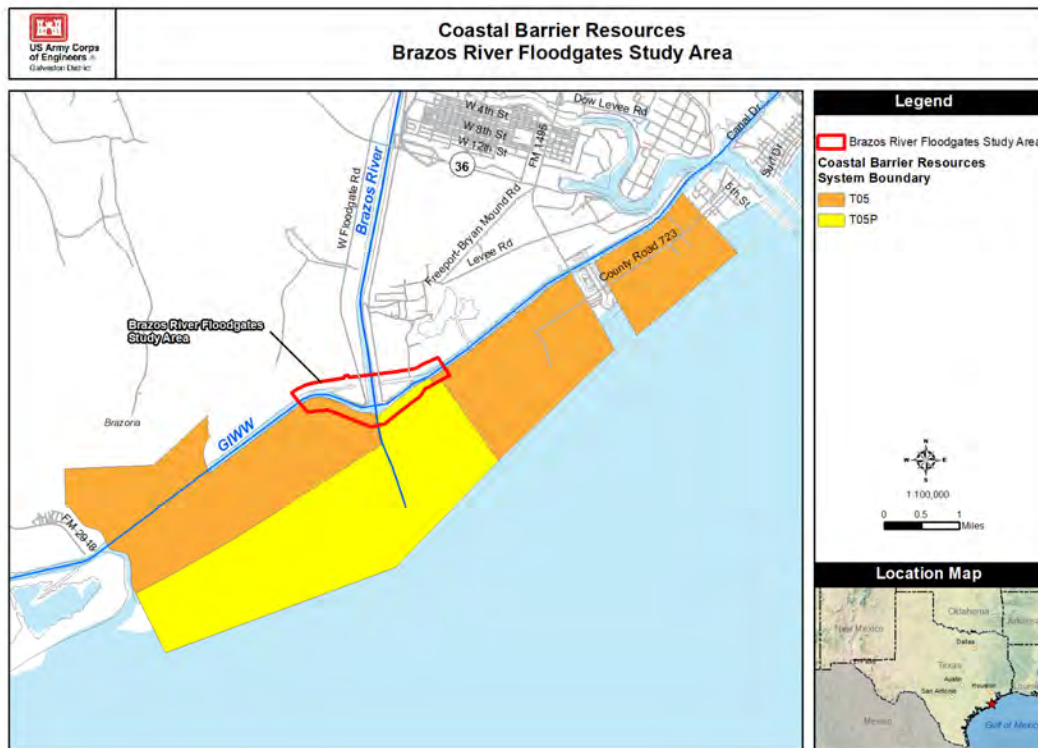 US Army Corps
of Engineers ®
Galveston District
Coastal Barrier Resources
Brazos River Floodgates Study Area
Dow Levee Rd
W 4th St
W 8th St
W 12th St
36
FM 1495
Canal Dr
Surf Dr
5th St
W Floodgate Rd
Brazos River
Freeport-Bryan Mound Rd
Levee Rd
County Road 723
Brazos River Floodgates
Study Area
Brazoria
GIWW
FM-2918
Legend
Brazos River Floodgates Study Area
Coastal Barrier Resources
System Boundary
T05
T05P
N
W
E
S
1:100,000
0 0.5 1
Miles
Location Map
Oklahoma
Arkansas
New Mexico
Dallas
El Paso
Texas
Austin
Houston
San Antonio
Mexico
Gulf of Mexico